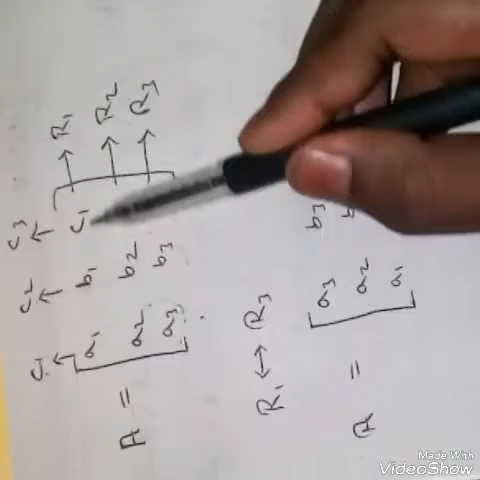 C₁ C₂ C₃
↑ ↑ ↑
a₁ b₁ c₁ → R₁
A = a₂ b₂ → R₂
a₃ b₃ → R₃
R₁ ↔ R₃
a₃ b₃
A = a₂ b
a₁
Made With
VideoShow